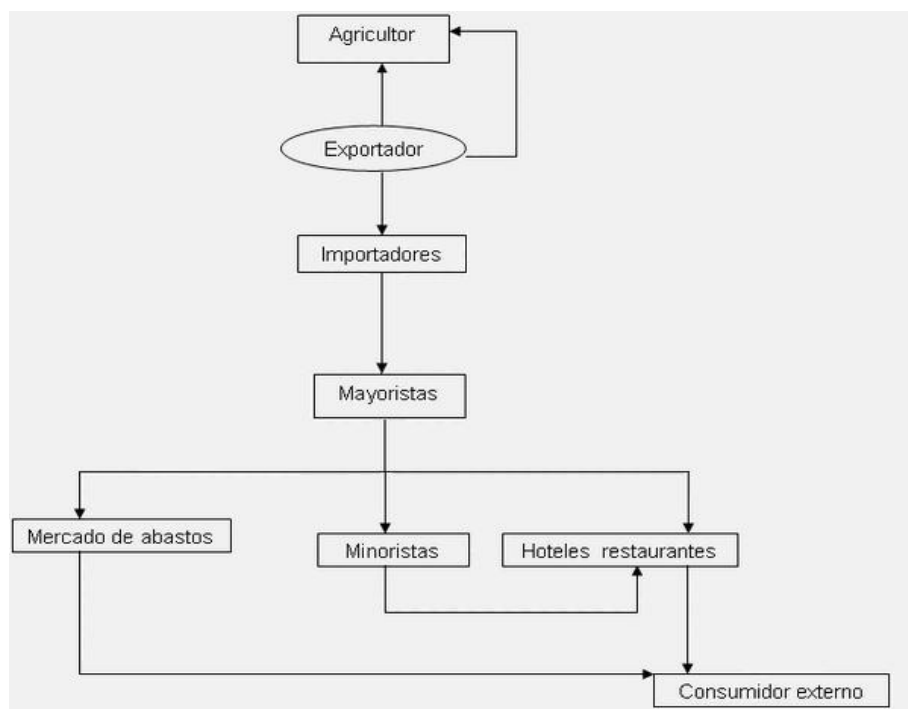 Agricultor
Exportador
Importadores
Mayoristas
Mercado de abastos
Minoristas
Hoteles restaurantes
Consumidor externo